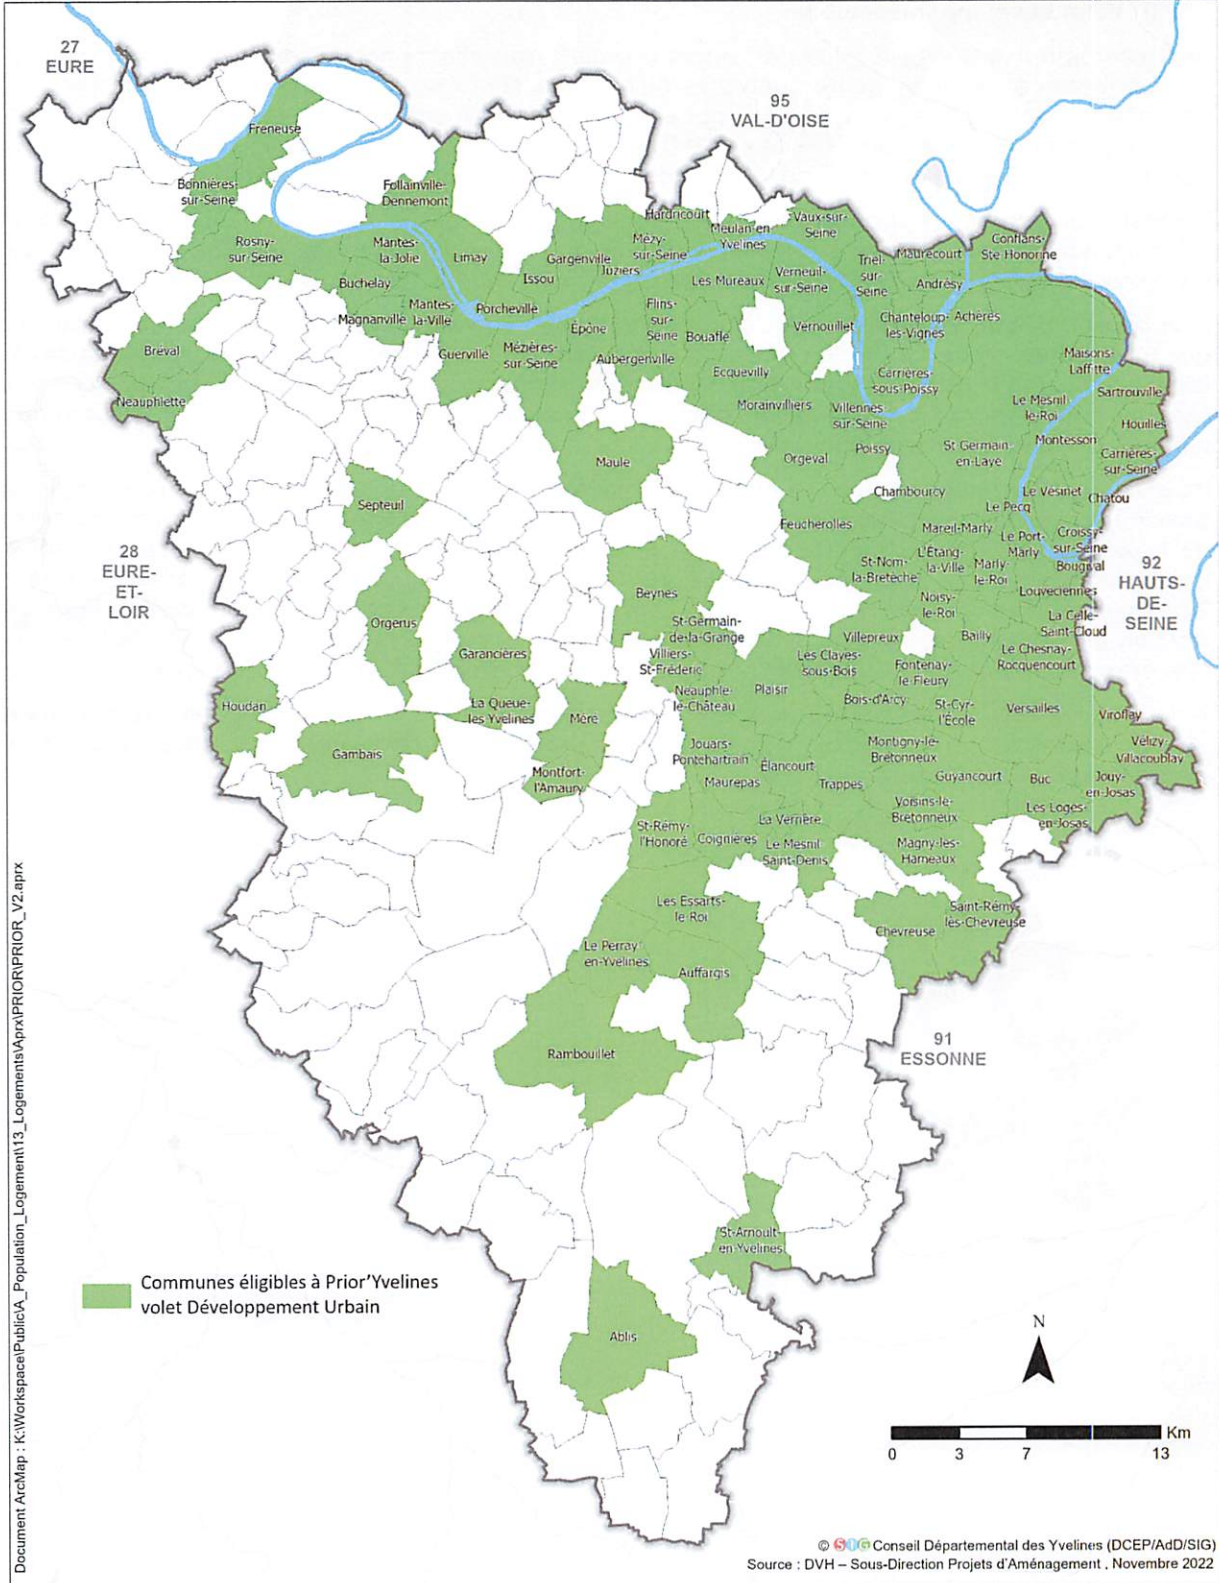 27
EURE
95
VAL-D'OISE
Freneuse
Bonnières-
sur-Seine
Follainville-
Dennemont
Hardricourt
Vaux-sur-
Seine
Rosny-
sur-Seine
Mantes-
la-Jolie
Limay
Gargenville
Mézy-
sur-Seine
Meulan-en
Yvelines
Maurecourt
Conflans-
Ste-Honorine
Juziers
Issou
Buchelay
Les Mureaux
Verneuil-
sur-Seine
Triel-
sur-
Seine
Andrésy
Magnanville
Mantes-
la-Ville
Porcheville
Épône
Flins-
sur-
Seine
Bouafle
Vernouillet
Chanteloup-
les-Vignes
Achères
Bréval
Guerville
Mézières-
sur-Seine
Aubergenville
Ecquevilly
Carrières-
sous-Poissy
Maisons-
Laffitte
Neauphlette
Morainvilliers
Villennes-
sur-Seine
Le Mesnil-
le-Roi
Sartrouville
Houilles
Maule
Orgeval
Poissy
St Germain-
en-Laye
Montesson
Carrières-
sur-Seine
Septeuil
Chambourcy
Le Vésinet
Chatou
Le Pecq
Feucherolles
Mareil-Marly
Le Port-
Marly
Croissy-
sur-Seine
28
EURE-
ET-
LOIR
St-Nom-
la-Bretèche
L'Étang-
la-Ville
Marly-
le-Roi
Bougival
92
HAUTS-
DE-
SEINE
Beynes
Noisy-
le-Roi
Louveciennes
Orgerus
St-Germain-
de-la-Grange
Villepreux
Bailly
La Celle-
Saint-Cloud
Garancières
Villiers-
St-Fréderic
Les Clayes-
sous-Bois
Fontenay-
le-Fleury
Le Chesnay-
Rocquencourt
Houdan
La Queue-
les-Yvelines
Méré
Neauphle-
le-Château
Plaisir
Bois-d'Arcy
St-Cyr-
l'École
Versailles
Viroflay
Gambais
Jouars-
Pontchartrain
Élancourt
Montigny-le-
Bretonneux
Vélizy-
Villacoublay
Montfort-
l'Amaury
Maurepas
Trappes
Guyancourt
Buc
Jouy-
en-Josas
St-Rémy-
l'Honoré
Coignières
La Verrière
Voisins-le-
Bretonneux
Les Loges-
en-Josas
Le Mesnil
Saint-Denis
Magny-les-
Hameaux
Les Essarts-
le-Roi
Chevreuse
Saint-Rémy-
lès-Chevreuse
Le Perray-
en-Yvelines
Auffargis
Rambouillet
91
ESSONNE
St-Arnoult-
en-Yvelines
Ablis
Communes éligibles à Prior'Yvelines
volet Développement Urbain
N
Km
0 3 7 13
© SIG Conseil Départemental des Yvelines (DCEP/AdD/SIG)
Source : DVH – Sous-Direction Projets d'Aménagement , Novembre 2022
Document ArcMap : K:\Workspace\Public\A_Population_Logement\13_Logements\Aprx\PRIOR\PRIOR_V2.aprx